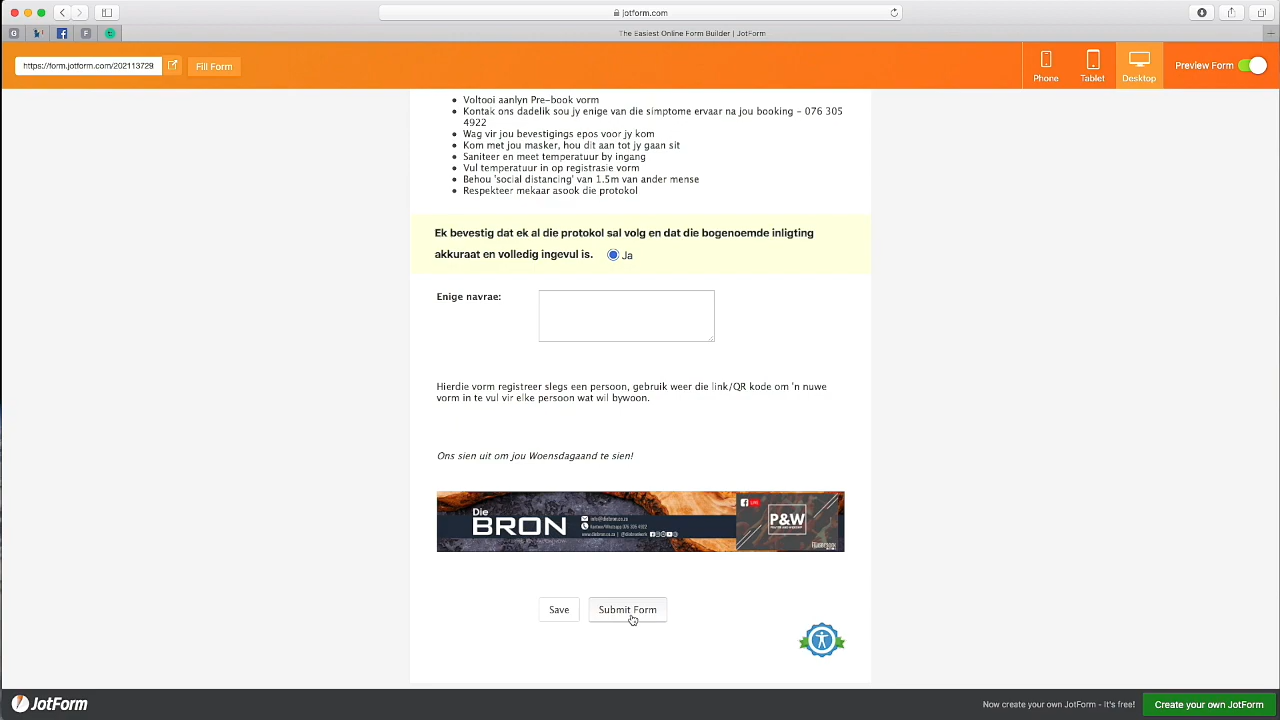 jotform.com
The Easiest Online Form Builder | JotForm
https://form.jotform.com/202113729
Fill Form
Phone
Tablet
Desktop
Preview Form
• Voltooi aanlyn Pre-book vorm
• Kontak ons dadelik sou jy enige van die simptome ervaar na jou booking – 076 305
4922
• Wag vir jou bevestigings epos voor jy kom
• Kom met jou masker, hou dit aan tot jy gaan sit
• Saniteer en meet temperatuur by ingang
• Vul temperatuur in op registrasie vorm
• Behou 'social distancing' van 1.5m van ander mense
• Respekteer mekaar asook die protokol
Ek bevestig dat ek al die protokol sal volg en dat die bogenoemde inligting
akkuraat en volledig ingevul is.
Ja
Enige navrae:
Hierdie vorm registreer slegs een persoon, gebruik weer die link/QR kode om 'n nuwe
vorm in te vul vir elke persoon wat wil bywoon.
Ons sien uit om jou Woensdagaand te sien!
Die
BRON
info@diebron.co.za
P&W
Save
Submit Form
JotForm
Now create your own JotForm - It's free!
Create your own JotForm